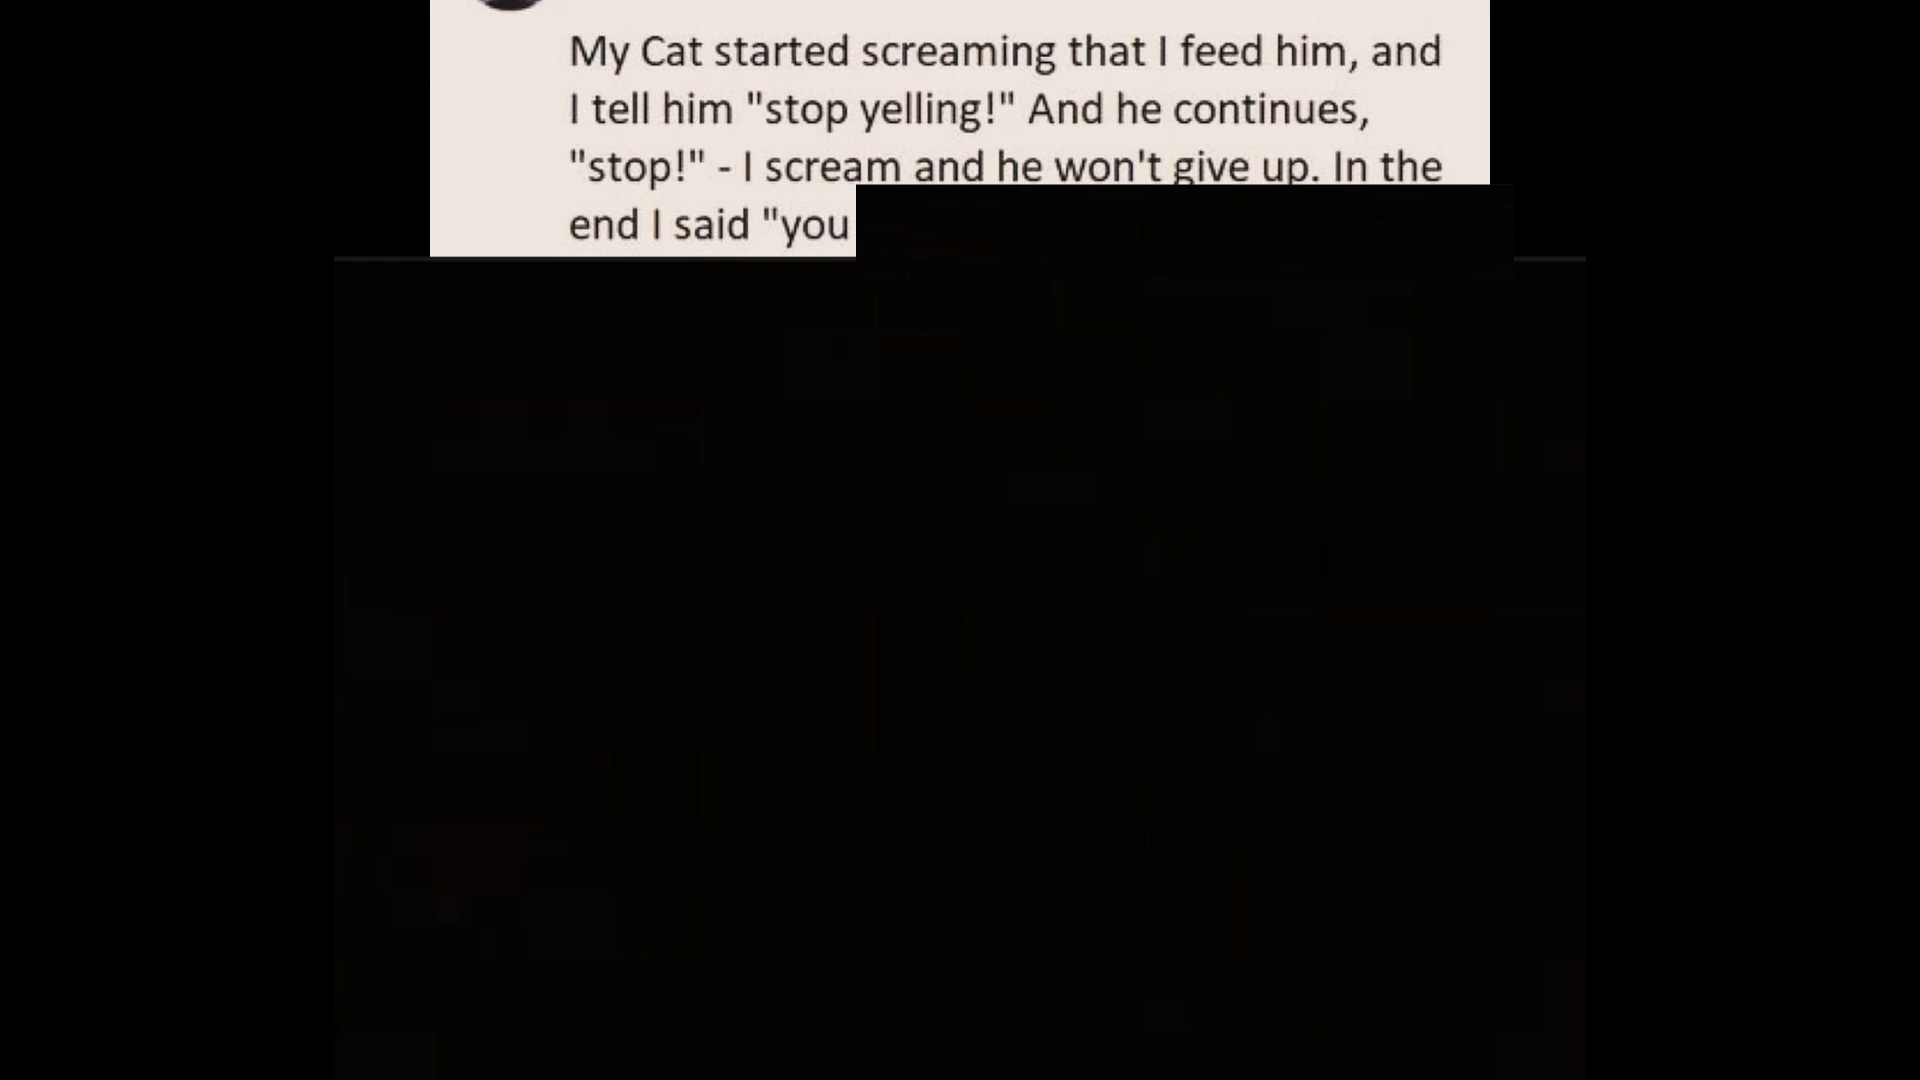 My Cat started screaming that I feed him, and
I tell him "stop yelling!" And he continues,
"stop!" - I scream and he won't give up. In the
end I said "you